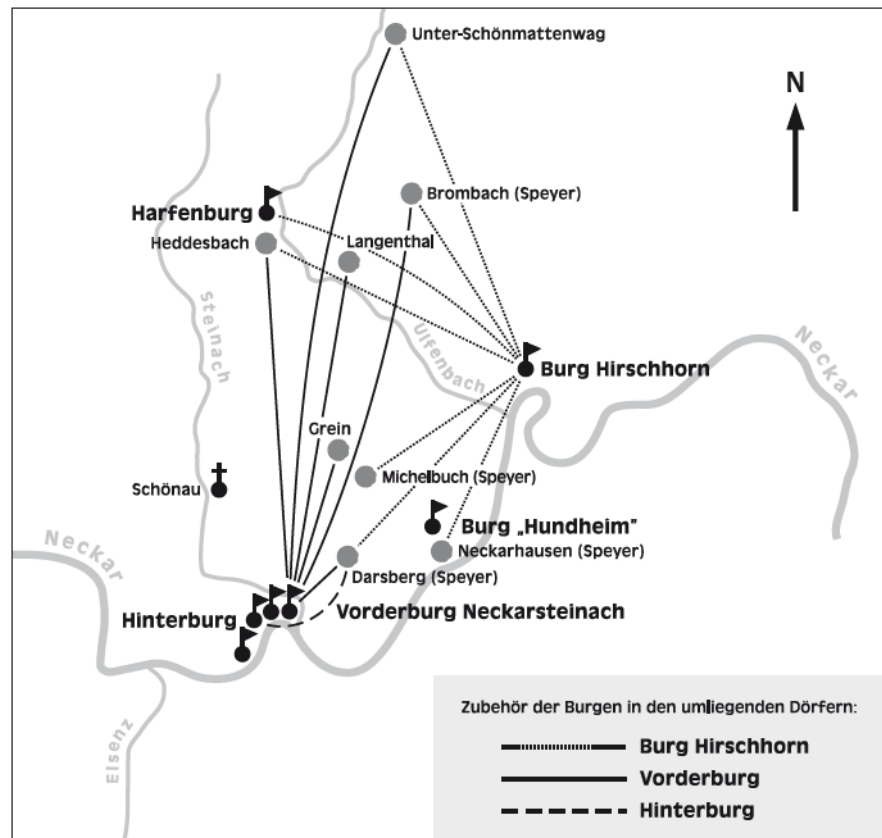 Unter-Schönmattenwag
N
Brombach (Speyer)
Harfenburg
Heddesbach
Langenthal
Steinach
Ulfenbach
Neckar
Burg Hirschhorn
Grein
Michelbuch (Speyer)
Schönau
Burg „Hundheim"
Neckarhausen (Speyer)
Neckar
Darsberg (Speyer)
Hinterburg
Vorderburg Neckarsteinach
Elsenz
Zubehör der Burgen in den umliegenden Dörfern:
Burg Hirschhorn
Vorderburg
Hinterburg